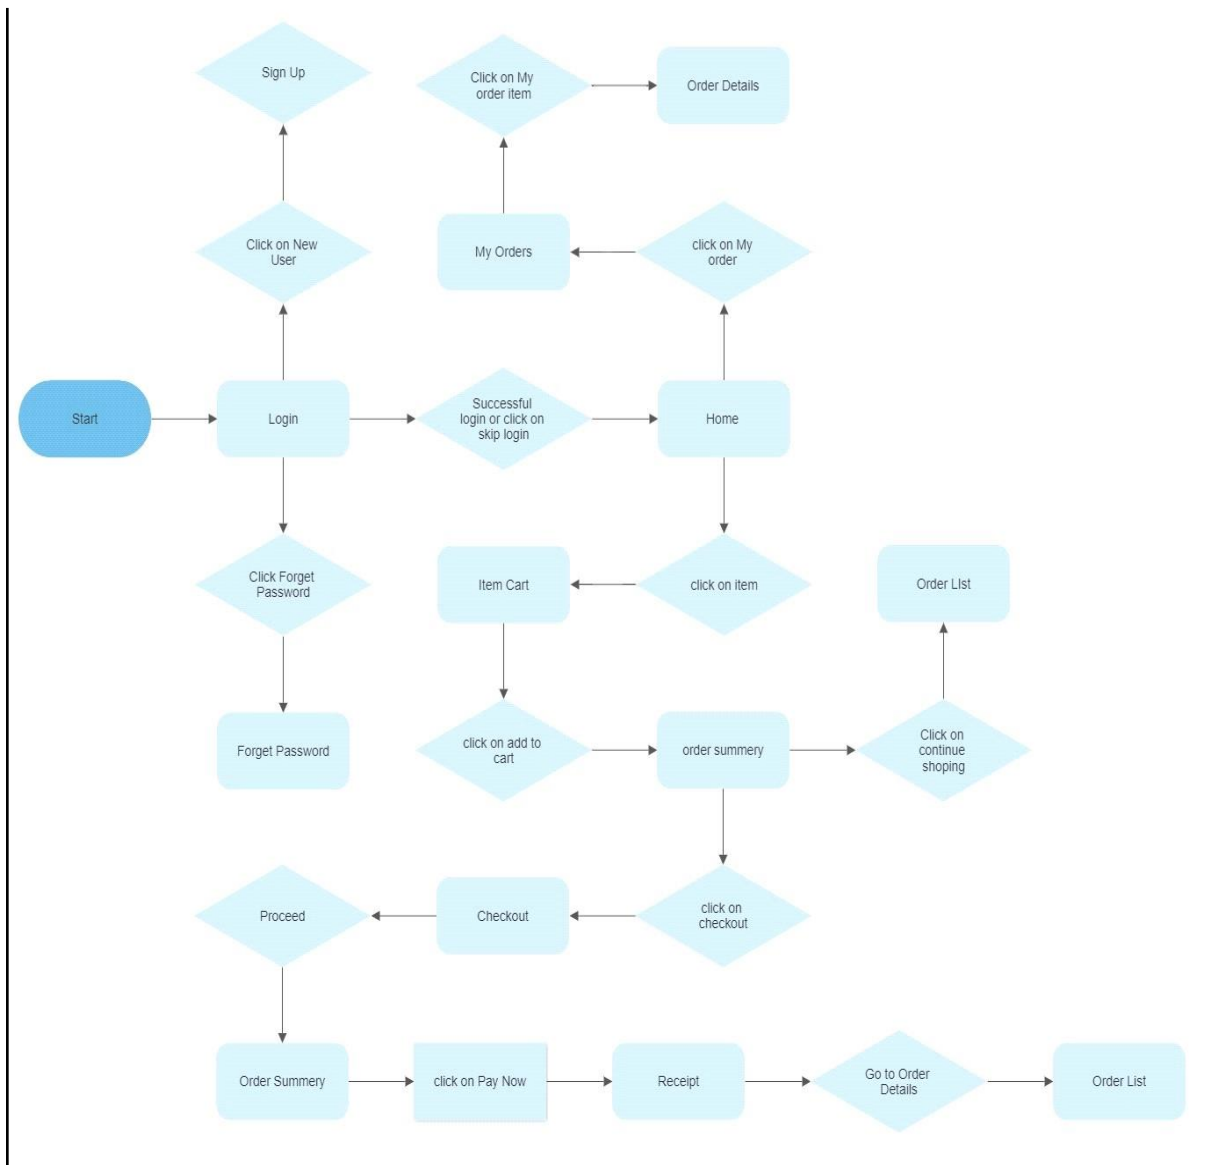 Sign Up
Click on My
order item
Order Details
Click on New
User
My Orders
click on My
order
Start
Login
Successful
login or click on
skip login
Home
Click Forget
Password
Item Cart
click on item
Order LIst
Forget Password
click on add to
cart
order summery
Click on
continue
shoping
Proceed
Checkout
click on
checkout
Order Summery
click on Pay Now
Receipt
Go to Order
Details
Order List